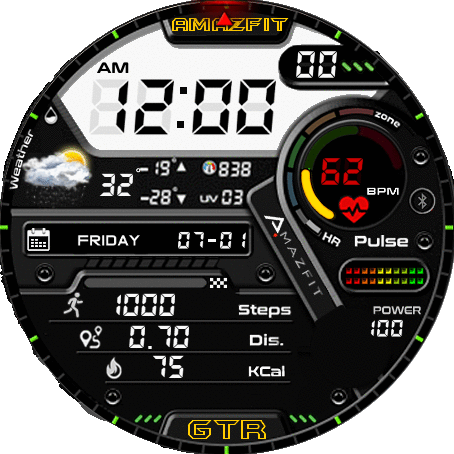 AMAZFIT
AM
12:00
00
Weather
32°
-19°
838
-28°
UV 03
zone
62
BPM
HR
Pulse
AMAZFIT
FRIDAY 07-01
1000 Steps
0.70 Dis.
75 KCal
POWER
100
GTR